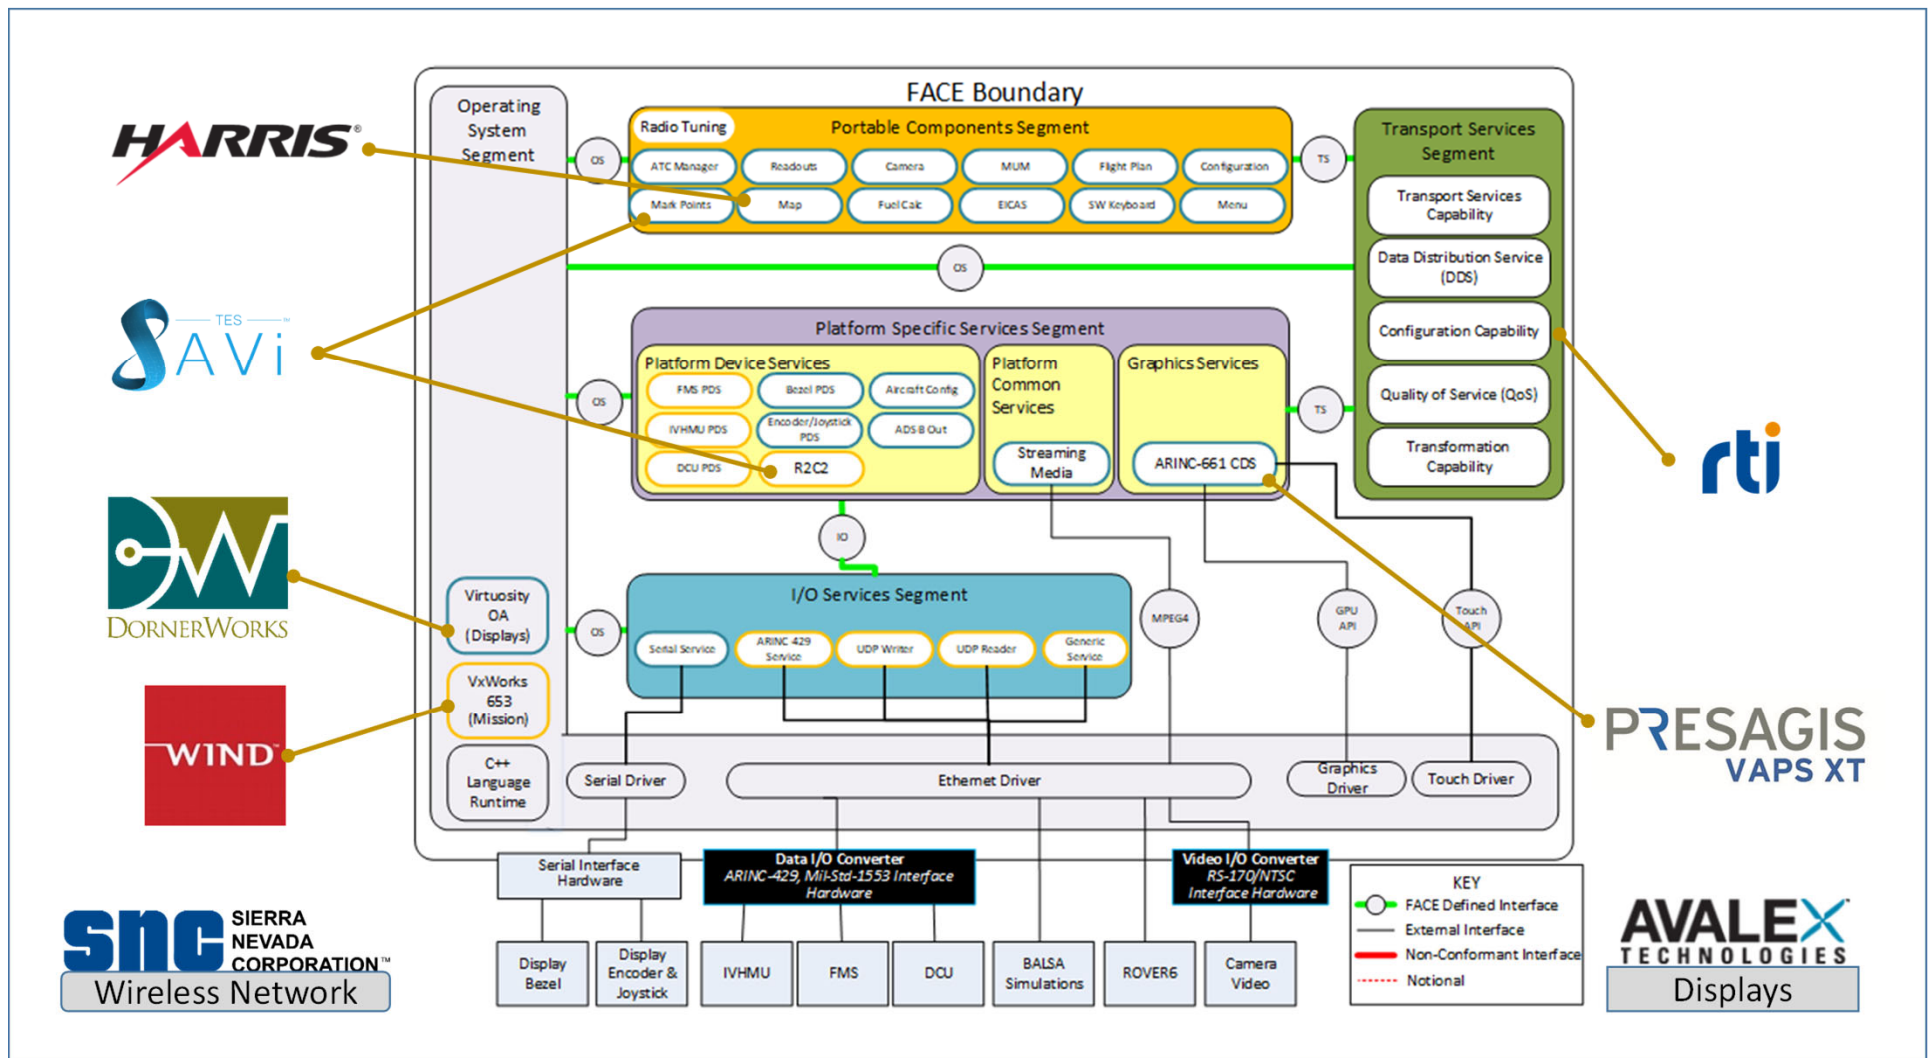 FACE Boundary
Operating
System
Segment
HARRIS®
OS
Radio Tuning
Portable Components Segment
ATC Manager
Readouts
Camera
MUM
Flight Plan
Configuration
Mark Points
Map
Fuel Calc
EICAS
SW Keyboard
Menu
TS
Transport Services
Segment
Transport Services
Capability
Data Distribution Service
(DDS)
Configuration Capability
Quality of Service (QoS)
Transformation
Capability
OS
TES
SAVi
OS
Platform Specific Services Segment
Platform Device Services
FMS PDS
Bezel PDS
Aircraft Config
IVHMU PDS
Encoder/Joystick
PDS
ADS B Out
DCU PDS
R2C2
Platform
Common
Services
Streaming
Media
Graphics Services
ARINC-661 CDS
TS
rti
IO
DW
DORNERWORKS
Virtuosity
OA
(Displays)
OS
I/O Services Segment
Serial Service
ARINC 429
Service
UDP Writer
UDP Reader
Generic
Service
MPEG4
GPU
API
Touch
API
WIND™
VxWorks
653
(Mission)
C++
Language
Runtime
PRESAGIS
VAPS XT
Serial Driver
Ethernet Driver
Graphics
Driver
Touch Driver
Serial Interface
Hardware
Data I/O Converter
ARINC-429, Mil-Std-1553 Interface
Hardware
Video I/O Converter
RS-170/NTSC
Interface Hardware
Display
Bezel
Display
Encoder &
Joystick
IVHMU
FMS
DCU
BALSA
Simulations
ROVER6
Camera
Video
KEY
FACE Defined Interface
External Interface
Non-Conformant Interface
Notional
snc
SIERRA
NEVADA
CORPORATION™
Wireless Network
AVALEX™
TECHNOLOGIES
Displays